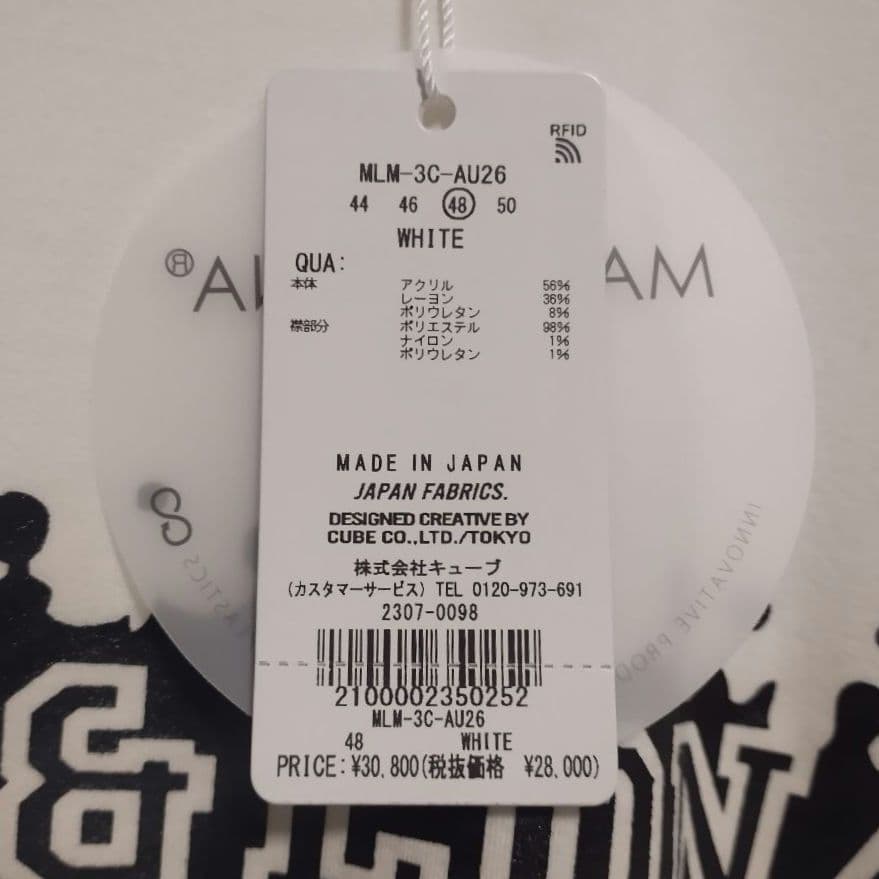 RFID
MLM-3C-AU26
44 46 48 50
WHITE
QUA:
本体 アクリル 56%
レーヨン 36%
ポリウレタン 8%
襟部分 ポリエステル 98%
ナイロン 1%
ポリウレタン 1%
MADE IN JAPAN
JAPAN FABRICS.
DESIGNED CREATIVE BY
CUBE CO.,LTD./TOKYO
株式会社キューブ
(カスタマーサービス) TEL 0120-973-691
2307-0098
2100002350252
MLM-3C-AU26
48 WHITE
PRICE:¥30,800(税抜価格 ¥28,000)
INNOVATIVE